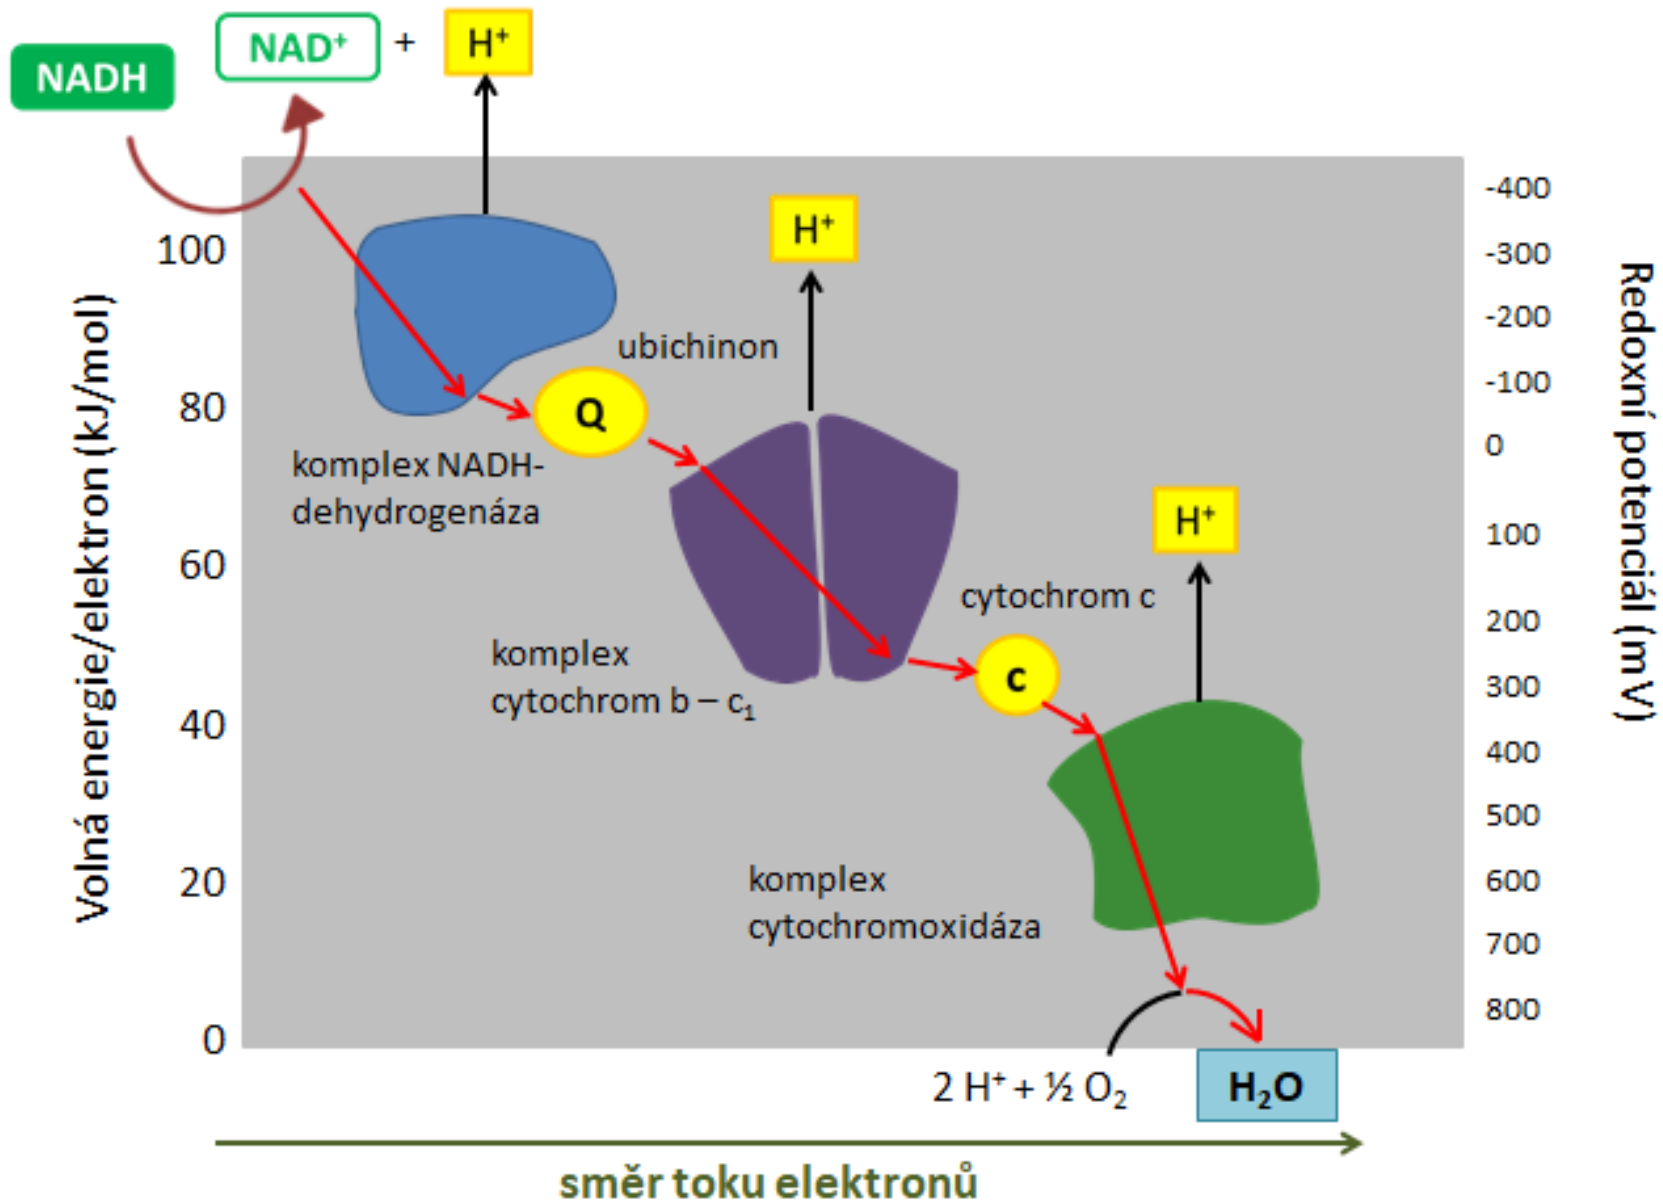 NADH
NAD⁺ + H⁺
H⁺
ubichinon
Q
komplex NADH-
dehydrogenáza
H⁺
cytochrom c
c
komplex
cytochrom b – c₁
komplex
cytochromoxidáza
2 H⁺ + ½ O₂
H₂O
směr toku elektronů
Volná energie/elektron (kJ/mol)
100
80
60
40
20
0
-400
-300
-200
-100
0
100
200
300
400
500
600
700
800
Redoxní potenciál (mV)